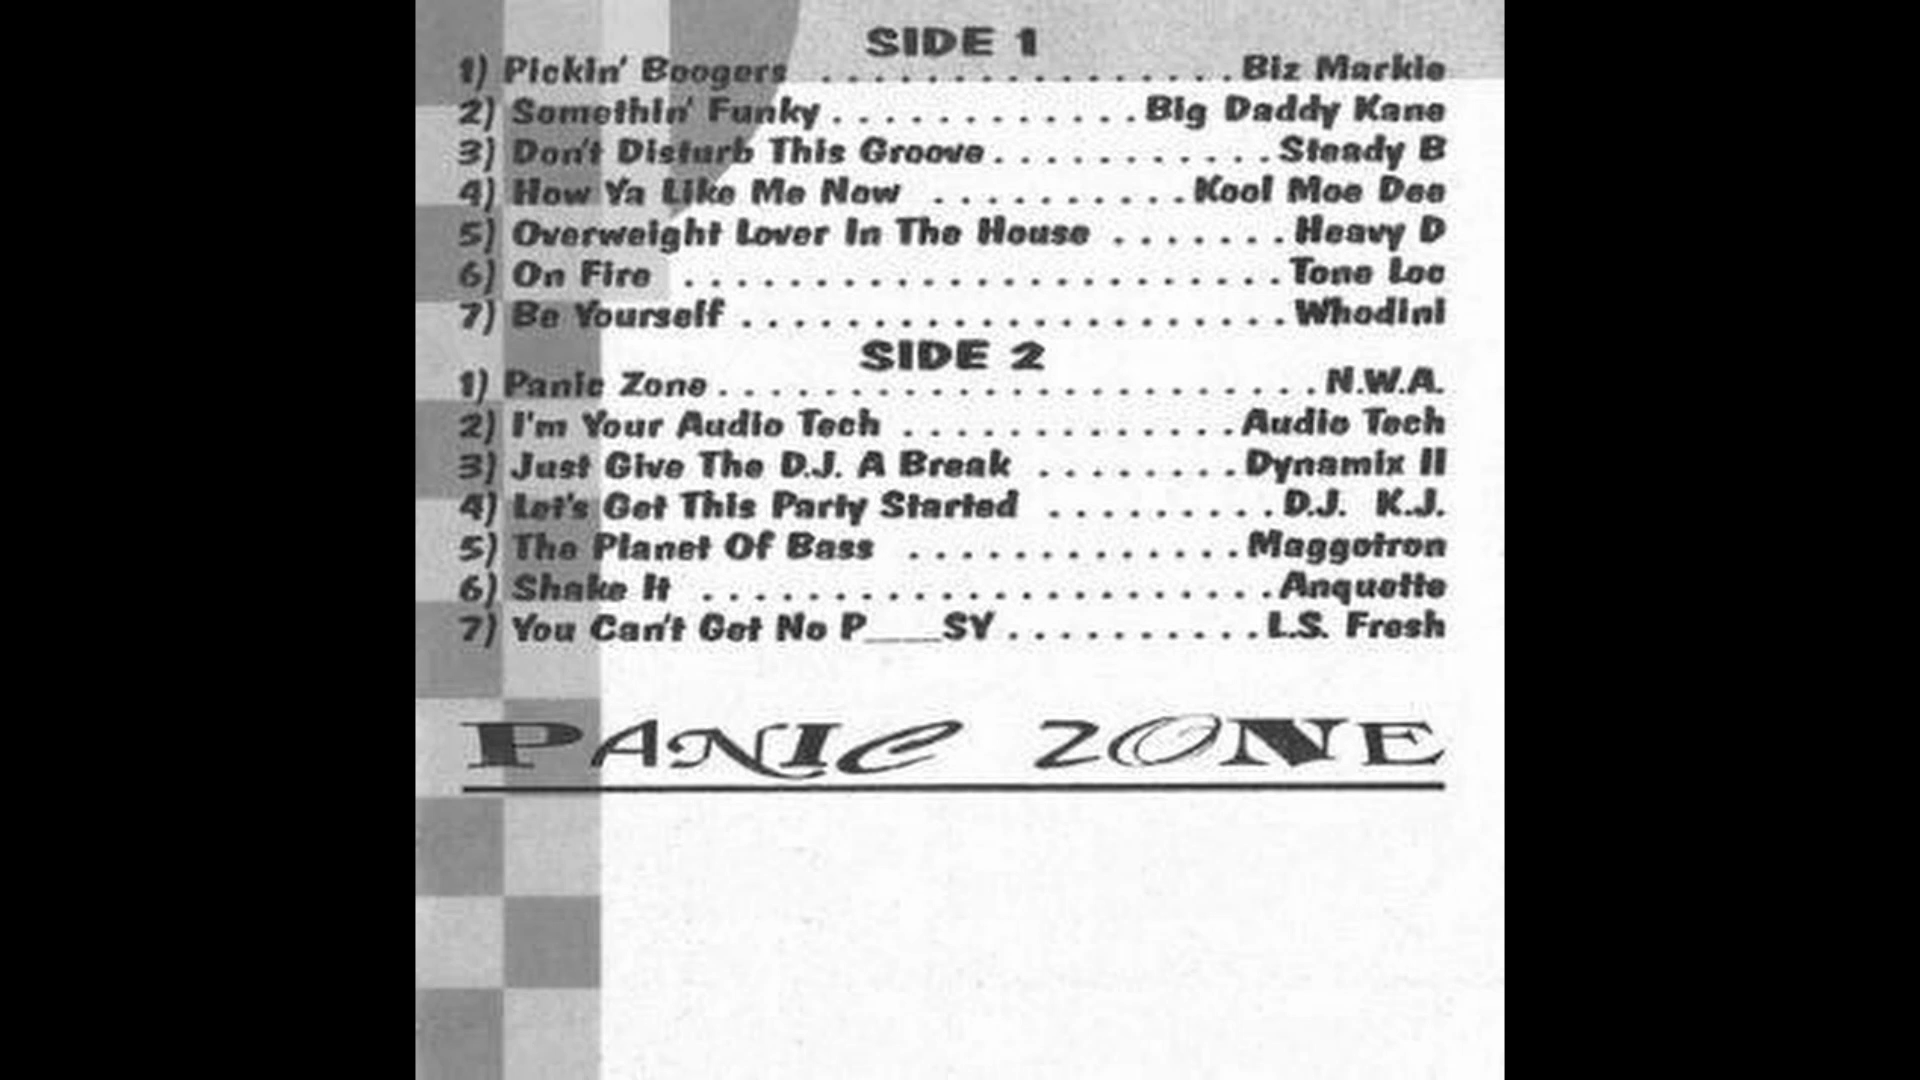 SIDE 1
1) Pickin' Boogers ................Biz Markie
2) Somethin' Funky ............Big Daddy Kane
3) Don't Disturb This Groove...........Steady B
4) How Ya Like Me Now ..........Kool Moe Dee
5) Overweight Lover In The House .......Heavy D
6) On Fire .......................Tone Loc
7) Be Yourself .....................Whodini
SIDE 2
1) Panic Zone.......................N.W.A.
2) I'm Your Audio Tech .............Audio Tech
3) Just Give The D.J. A Break ........Dynamix II
4) Let's Get This Party Started .........D.J. K.J.
5) The Planet Of Bass .............Maggotron
6) Shake It ......................Anquette
7) You Can't Get No P___SY..........L.S. Fresh
PANIC ZONE